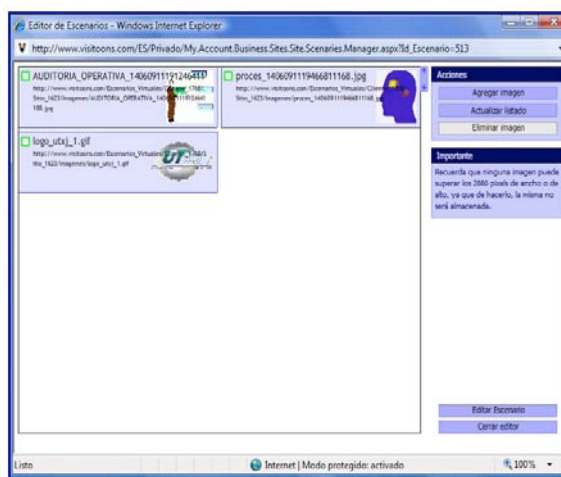 Editor de Escenarios - Windows Internet Explorer
http://www.visitoons.com/ES/Privado/My.Account.Business.Sites.Site.Scenaries.Manager.aspx?Id_Escenario=513
AUDITORIA_OPERATIVA_14060911191246411
188.jpg
proces_1406091119466811168.jpg
logo_utxj_1.gif
Acciones
Agregar imagen
Actualizar listado
Eliminar imagen
Importante
Recuerda que ninguna imagen puede
superar los 2880 pixels de ancho o de
alto, ya que de hacerlo, la misma no
será almacenada.
Editar Escenario
Cerrar editor
Listo
Internet | Modo protegido: activado
100%